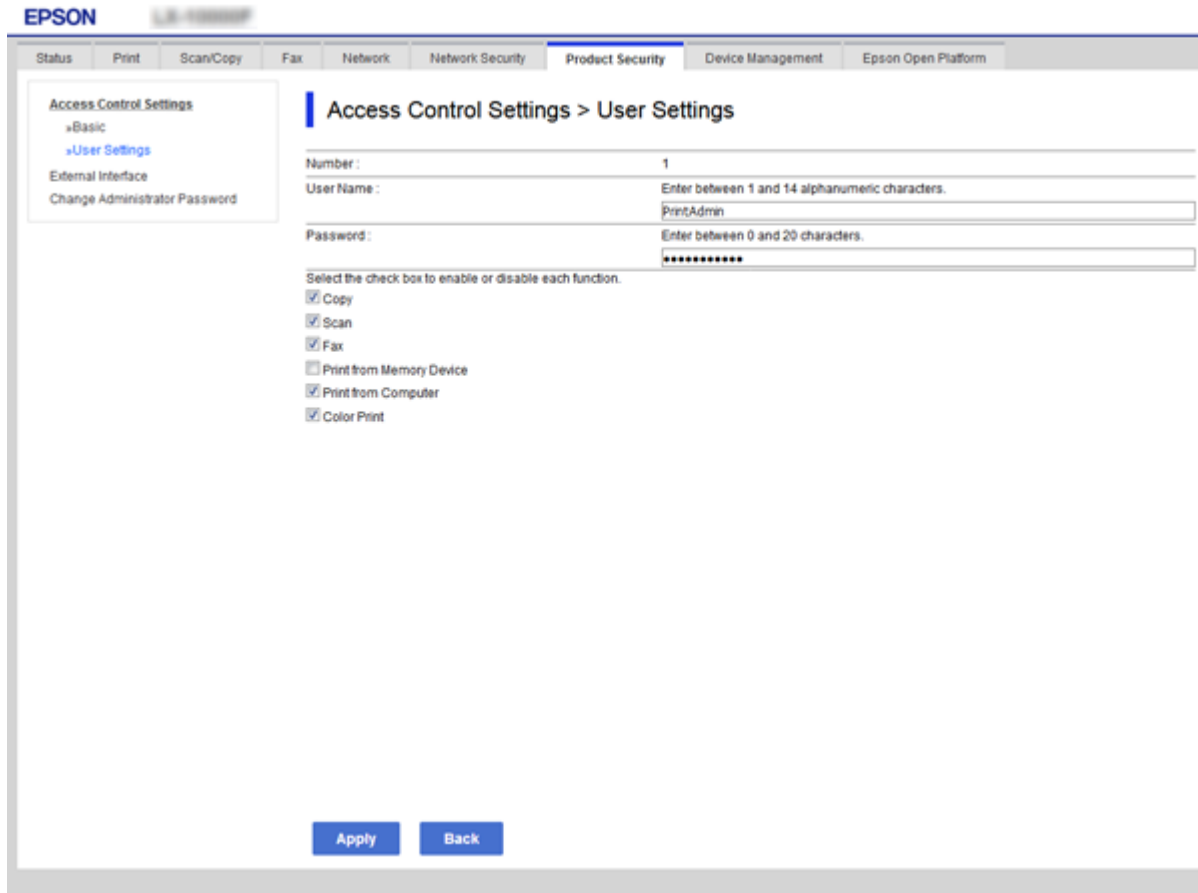 EPSON
Status Print Scan/Copy Fax Network Network Security Product Security Device Management Epson Open Platform
Access Control Settings
»Basic
»User Settings
External Interface
Change Administrator Password
Access Control Settings > User Settings
Number : 1
User Name : Enter between 1 and 14 alphanumeric characters.
PrintAdmin
Password : Enter between 0 and 20 characters.
•••••••••••
Select the check box to enable or disable each function.
Copy
Scan
Fax
Print from Memory Device
Print from Computer
Color Print
Apply Back